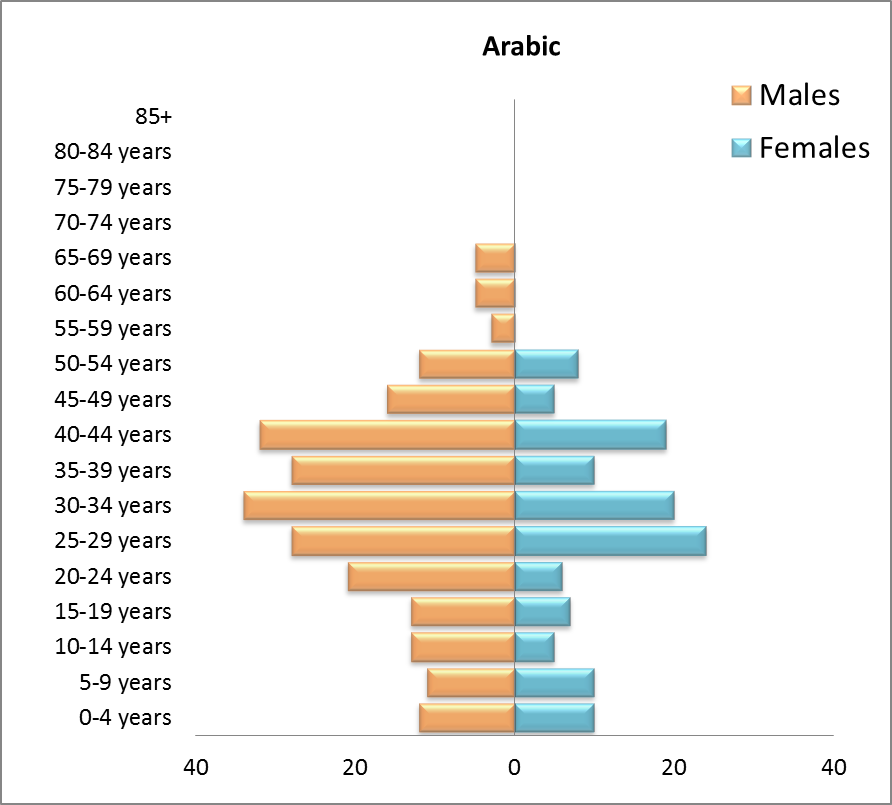 Arabic
Males
Females
85+
80-84 years
75-79 years
70-74 years
65-69 years
60-64 years
55-59 years
50-54 years
45-49 years
40-44 years
35-39 years
30-34 years
25-29 years
20-24 years
15-19 years
10-14 years
5-9 years
0-4 years
40 20 0 20 40